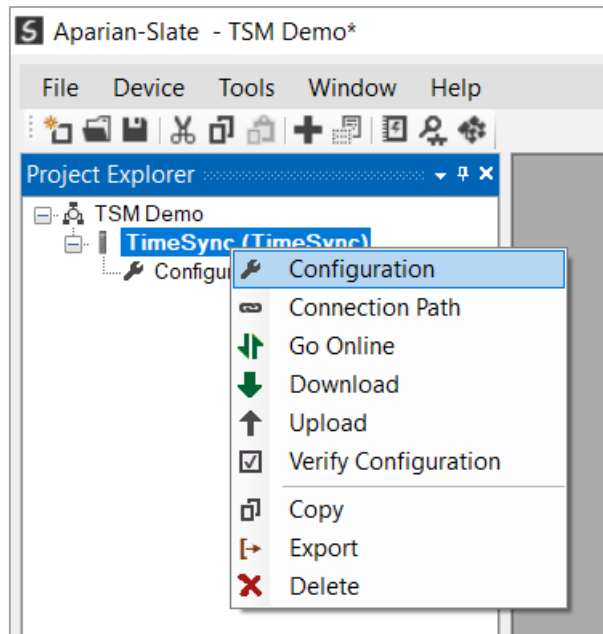 S Aparian-Slate - TSM Demo*
File Device Tools Window Help
Project Explorer
TSM Demo
TimeSync (TimeSync)
Configuration
Connection Path
Go Online
Download
Upload
Verify Configuration
Copy
Export
Delete